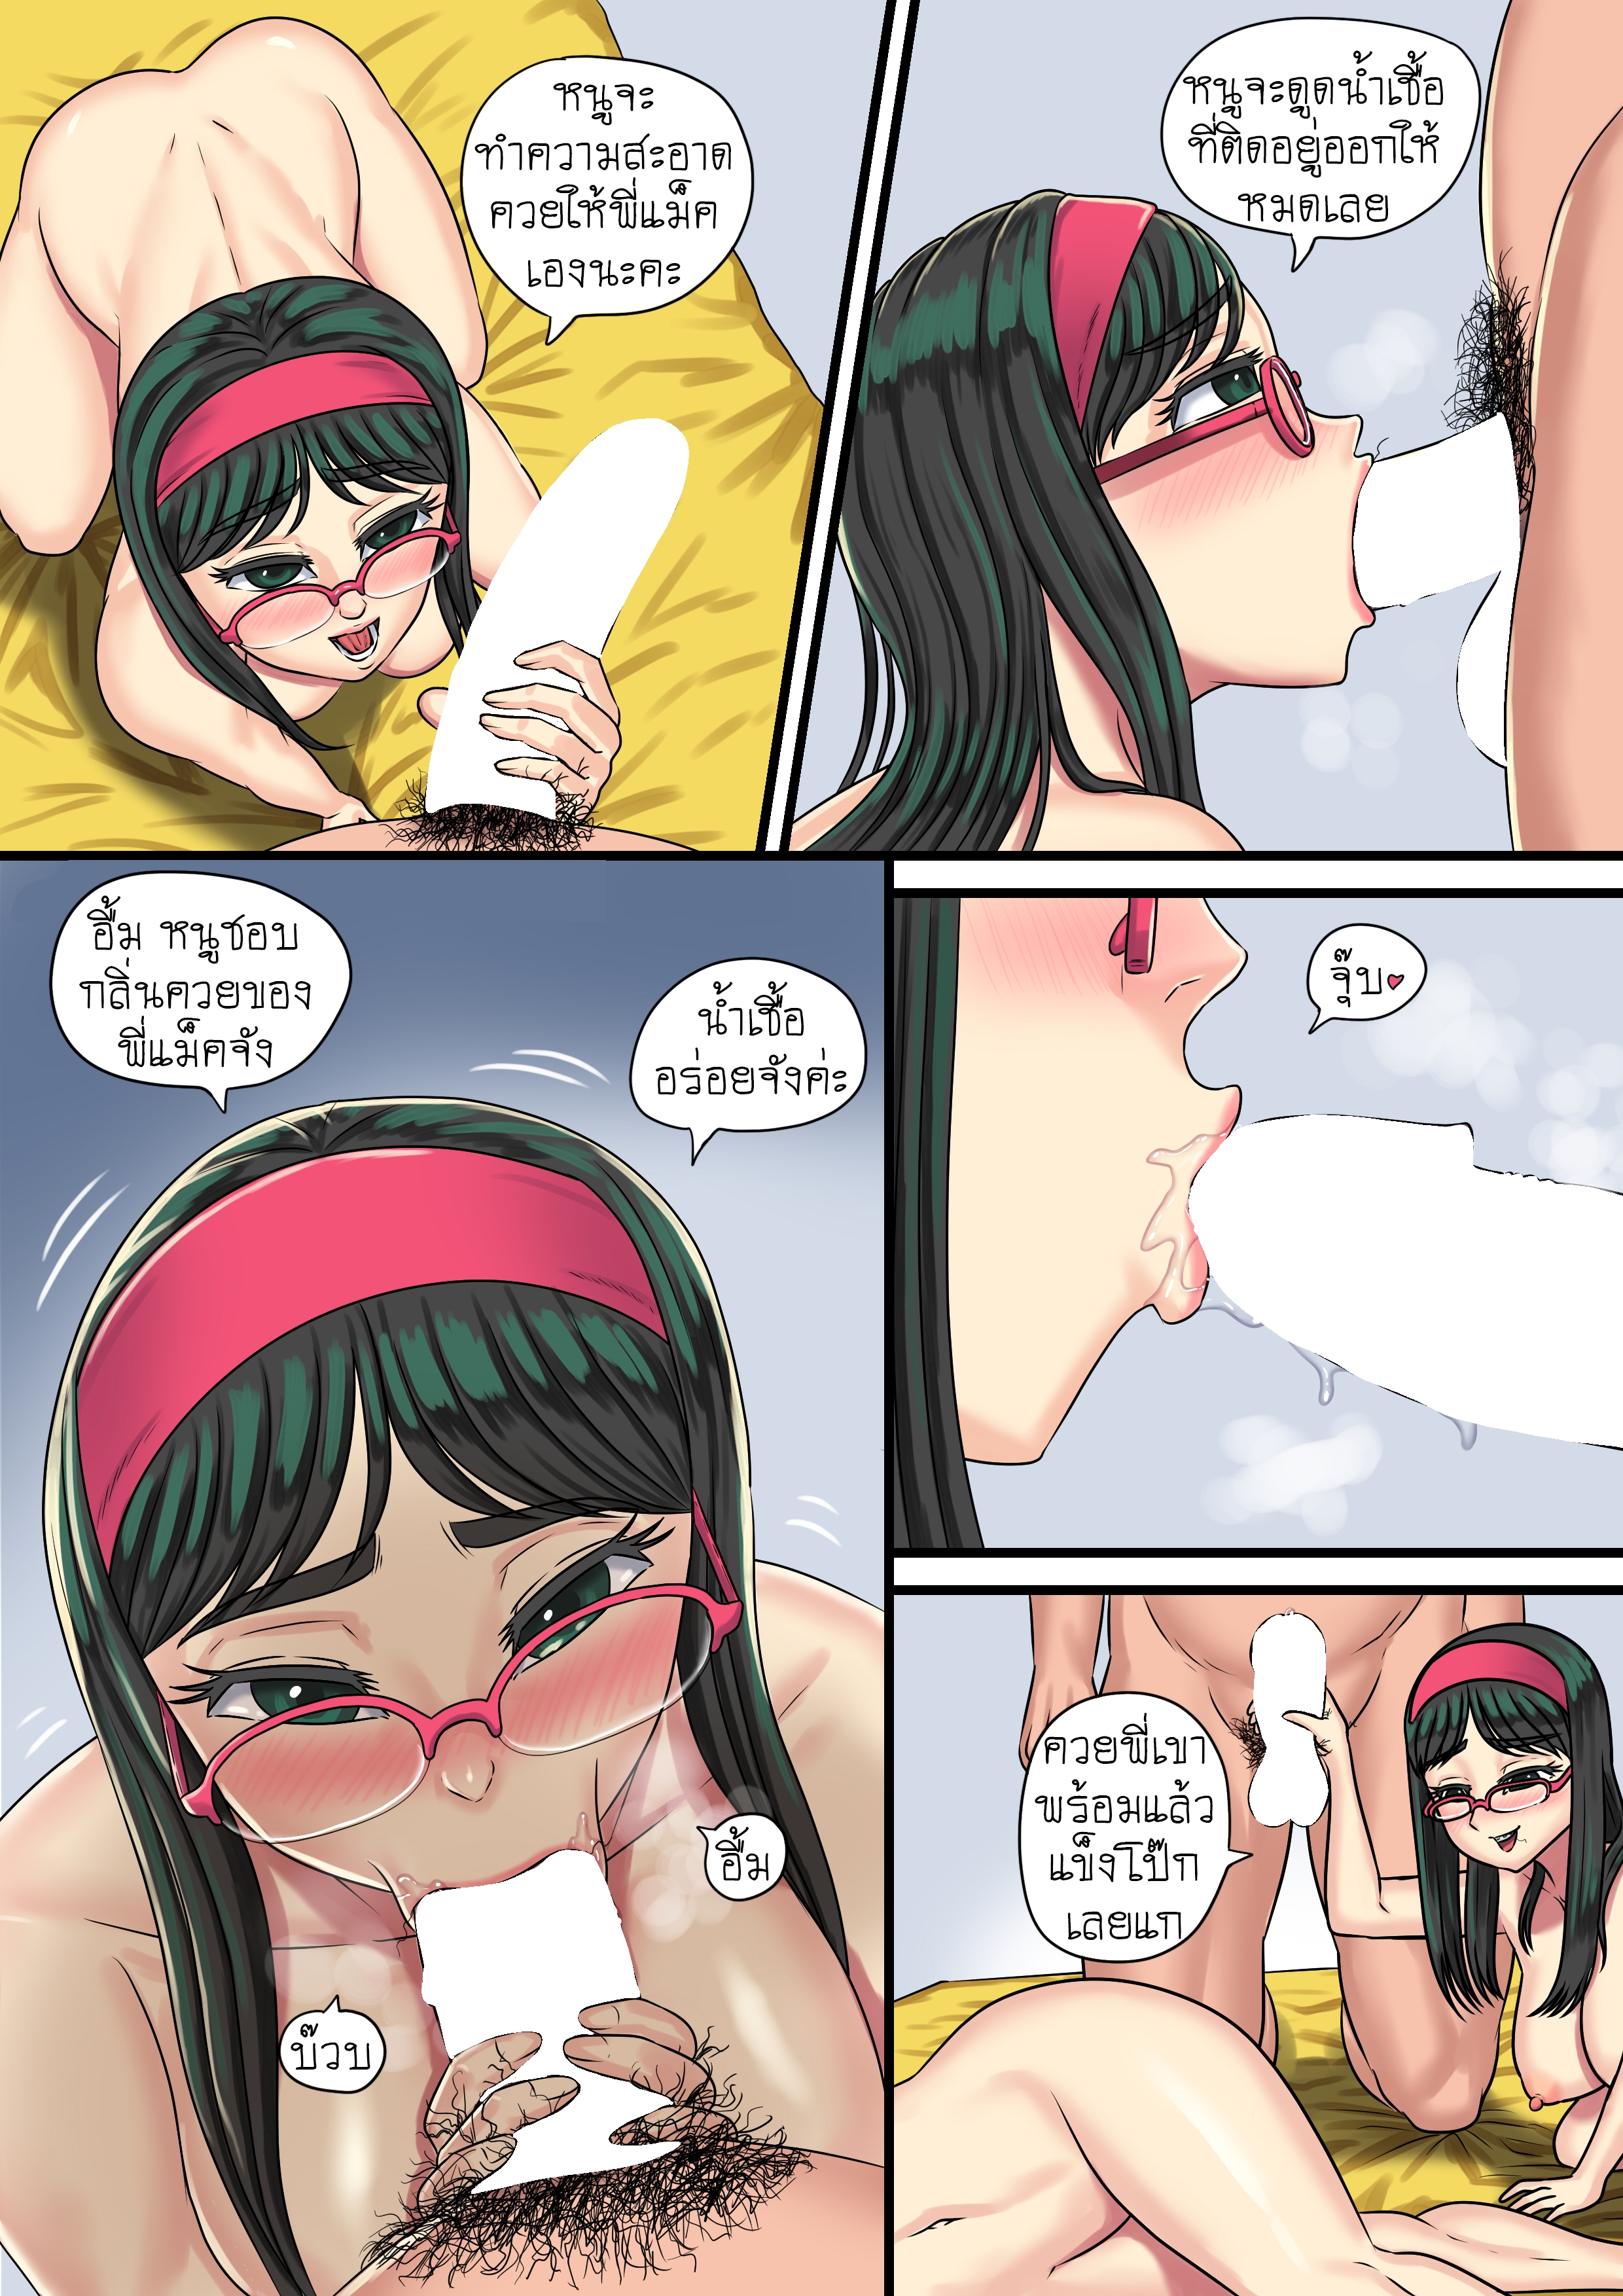 หนูจะ
ทำความสะอาด
ควยให้พี่แม็ค
เองนะคะ
หนูจะดูดน้ำเชื้อ
ที่ติดอยู่ออกให้
หมดเลย
อื้ม หนูชอบ
กลิ่นควยของ
พี่แม็คจัง
น้ำเชื้อ
อร่อยจังค่ะ
อื้ม
บ๊วบ
จุ๊บ♥
ควยพี่เขา
พร้อมแล้ว
แข็งโป๊ก
เลยแก